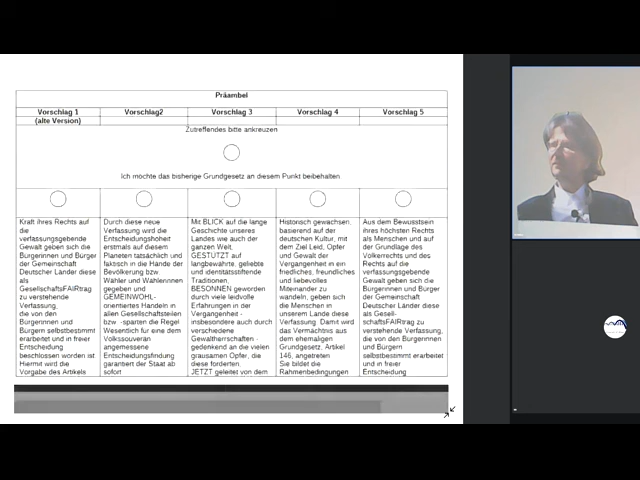 Präambel
Vorschlag 1
Vorschlag2
Vorschlag 3
Vorschlag 4
Vorschlag 5
(alte Version)
Zutreffendes bitte ankreuzen
Ich möchte das bisherige Grundgesetz an diesem Punkt beibehalten
Kraft ihres Rechts auf
die
verfassungsgebende
Gewalt geben sich die
Bürgerinnen und Bürger
der Gemeinschaft
Deutscher Länder diese
als
GesellschaftsFAIRtrag
zu verstehende
Verfassung,
die von den
Bürgerinnen und
Bürgern selbstbestimmt
erarbeitet und in freier
Entscheidung
beschlossen worden ist
Hiermit wird die
Vorgabe des Artikels
Durch diese neue
Verfassung wird die
Entscheidungshoheit
erstmals auf diesem
Planeten tatsächlich und
faktisch in die Hände der
Bevölkerung bzw.
Wähler und Wählerinnen
gegeben und
GEMEINWOHL-
orientiertes Handeln in
allen Gesellschaftsteilen
bzw. -sparten die Regel
Wesentlich für eine dem
Volkssouverän
angemessene
Entscheidungsfindung
garantiert der Staat ab
sofort
Mit BLICK auf die lange
Geschichte unseres
Landes wie auch der
ganzen Welt,
GESTUTZT auf
langbewährte, geliebte
und identitätsstiftende
Traditionen,
BESONNEN geworden
durch viele leidvolle
Erfahrungen in der
Vergangenheit -
insbesondere auch durch
verschiedene
Gewaltherrschaften -
gedenkend an die vielen
grausamen Opfer, die
diese forderten.
JETZT geleitet von dem
Historisch gewachsen,
basierend auf der
deutschen Kultur, mit
dem Ziel Leid, Opfer
und Gewalt der
Vergangenheit in ein
friedliches, freundliches
und liebevolles
Miteinander zu
wandeln, geben sich
die Menschen in
unserem Lande diese
Verfassung. Damit wird
das Vermächtnis aus
dem ehemaligen
Grundgesetz, Artikel
146, angetreten
Sie bildet die
Rahmenbedingungen
Aus dem Bewusstsein
ihres höchsten Rechts
als Menschen und auf
der Grundlage des
Völkerrechts und des
Rechts auf die
verfassungsgebende
Gewalt geben sich die
Bürgerinnen und Bürger
der Gemeinschaft
Deutscher Länder diese
als Gesell-
schaftsFAIRtrag zu
verstehende Verfassung,
die von den Bürgerinnen
und Bürgern
selbstbestimmt erarbeitet
und in freier
Entscheidung